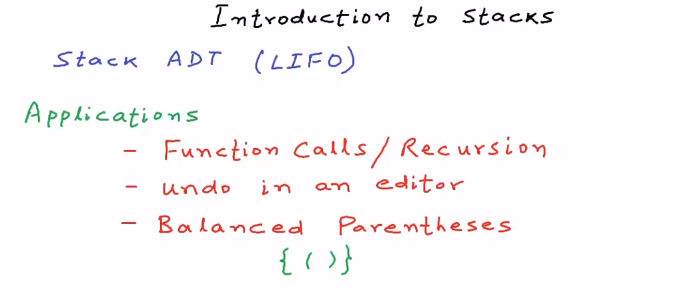 Introduction to stacks
Stack ADT (LIFO)
Applications
- Function Calls/Recursion
- undo in an editor
- Balanced Parentheses
{()}